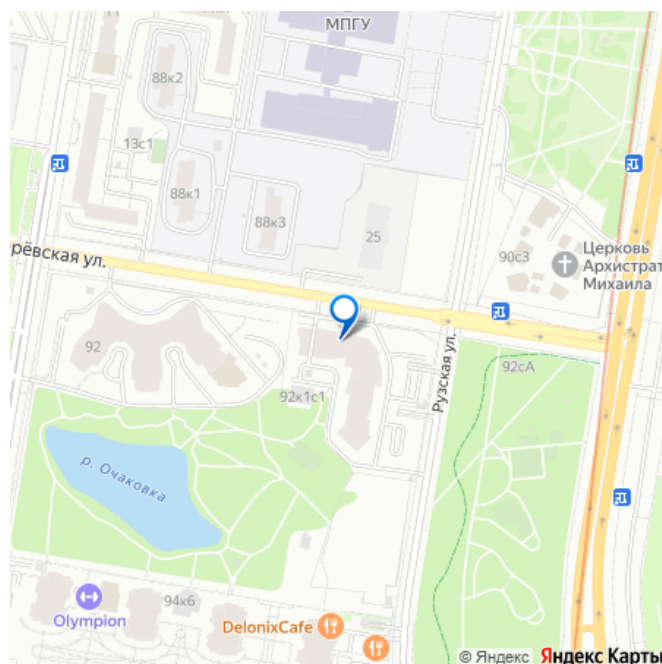 МПГУ
88к2
13с1
88к1
88к3
25
90с3
Церковь
Архистрат
Михаила
рёвская ул.
92
92к1с1
Рузская ул.
92сА
р. Очаковка
94к6
Olympion
DelonixCafe
© Яндекс Яндекс Карты